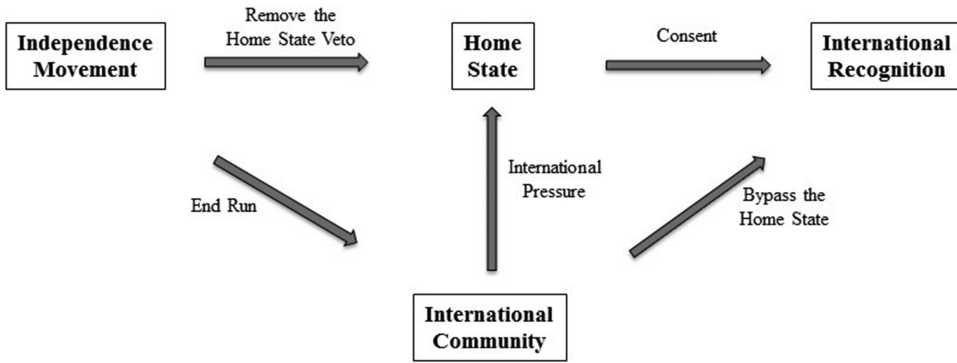 Independence
Movement
Remove the
Home State Veto
Home
State
Consent
International
Recognition
End Run
International
Pressure
Bypass the
Home State
International
Community